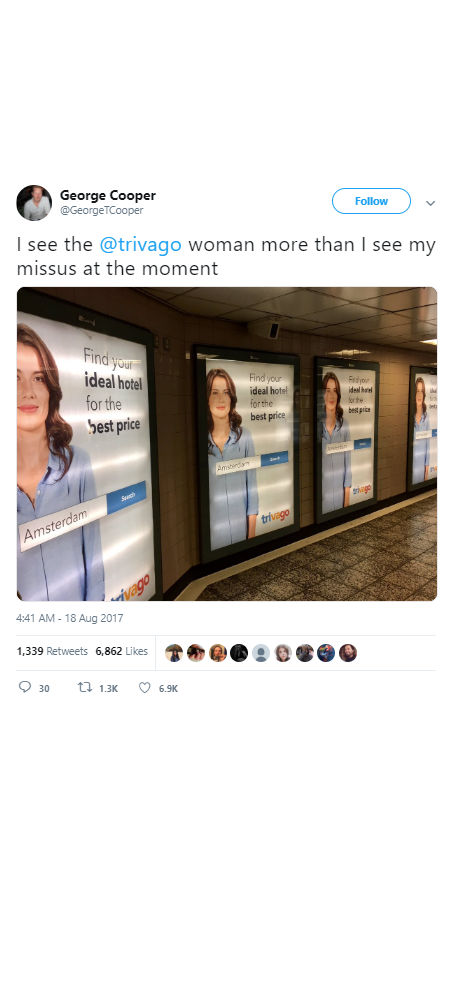 George Cooper
@GeorgeTCooper
Follow
I see the @trivago woman more than I see my
missus at the moment
Find your
ideal hotel
for the
best price
Amsterdam
Search
trivago
Find your
ideal hotel
for the
best price
Amsterdam
Search
trivago
Find your
ideal hotel
for the
best price
trivago
4:41 AM - 18 Aug 2017
1,339 Retweets 6,862 Likes
30 1.3K 6.9K